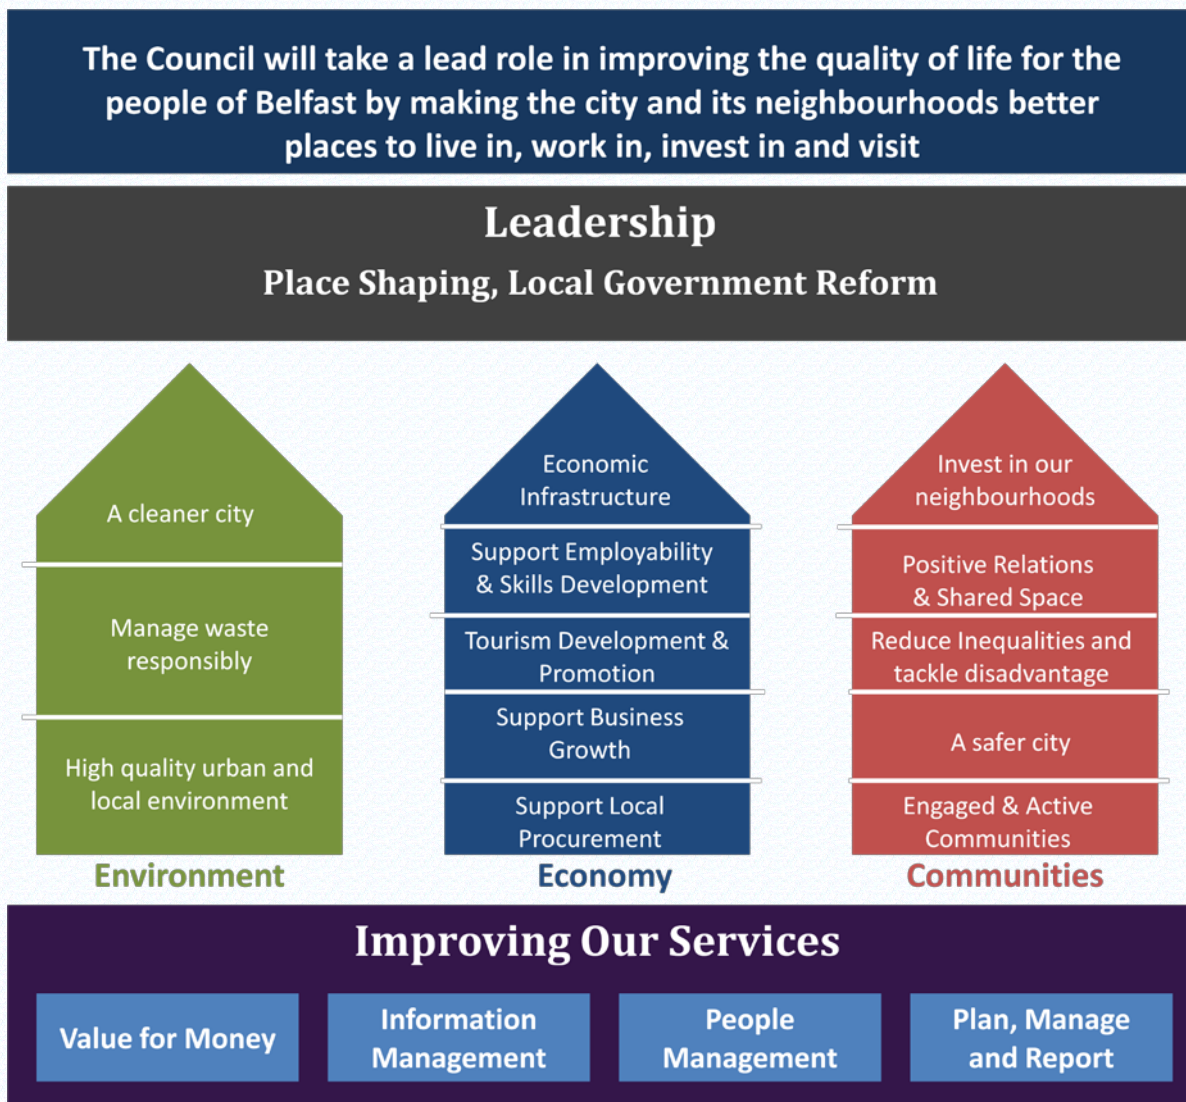 The Council will take a lead role in improving the quality of life for the
people of Belfast by making the city and its neighbourhoods better
places to live in, work in, invest in and visit
Leadership
Place Shaping, Local Government Reform
A cleaner city
Manage waste
responsibly
High quality urban and
local environment
Environment
Economic
Infrastructure
Support Employability
& Skills Development
Tourism Development &
Promotion
Support Business
Growth
Support Local
Procurement
Economy
Invest in our
neighbourhoods
Positive Relations
& Shared Space
Reduce Inequalities and
tackle disadvantage
A safer city
Engaged & Active
Communities
Communities
Improving Our Services
Value for Money
Information
Management
People
Management
Plan, Manage
and Report